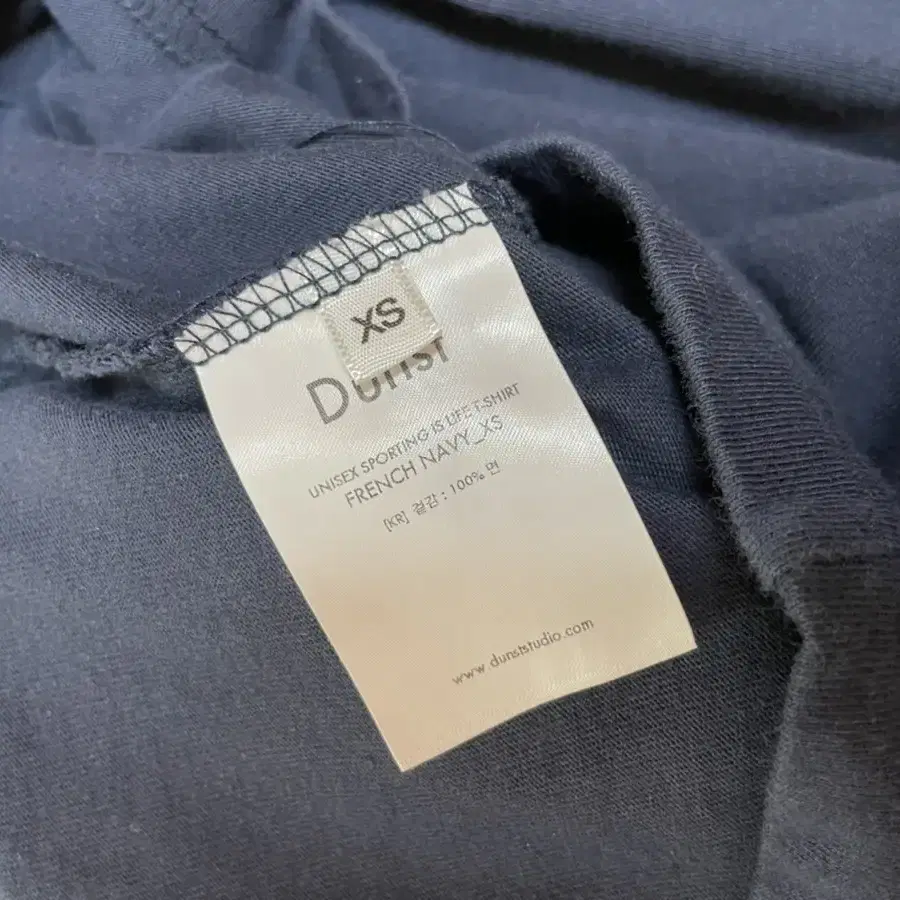 XS
Dunst
UNISEX SPORTING IS LIFE T-SHIRT
FRENCH NAVY_XS
[KR] 겉감 : 100% 면
www.dunststudio.com